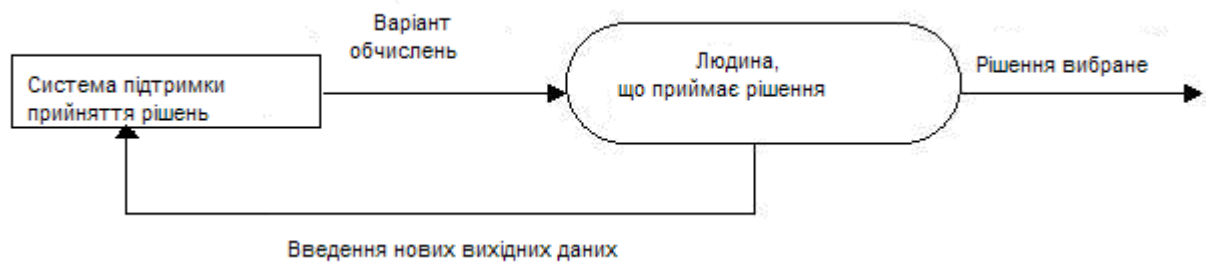 Варіант
обчислень
Система підтримки
прийняття рішень
Людина,
що приймає рішення
Рішення вибране
Введення нових вихідних даних